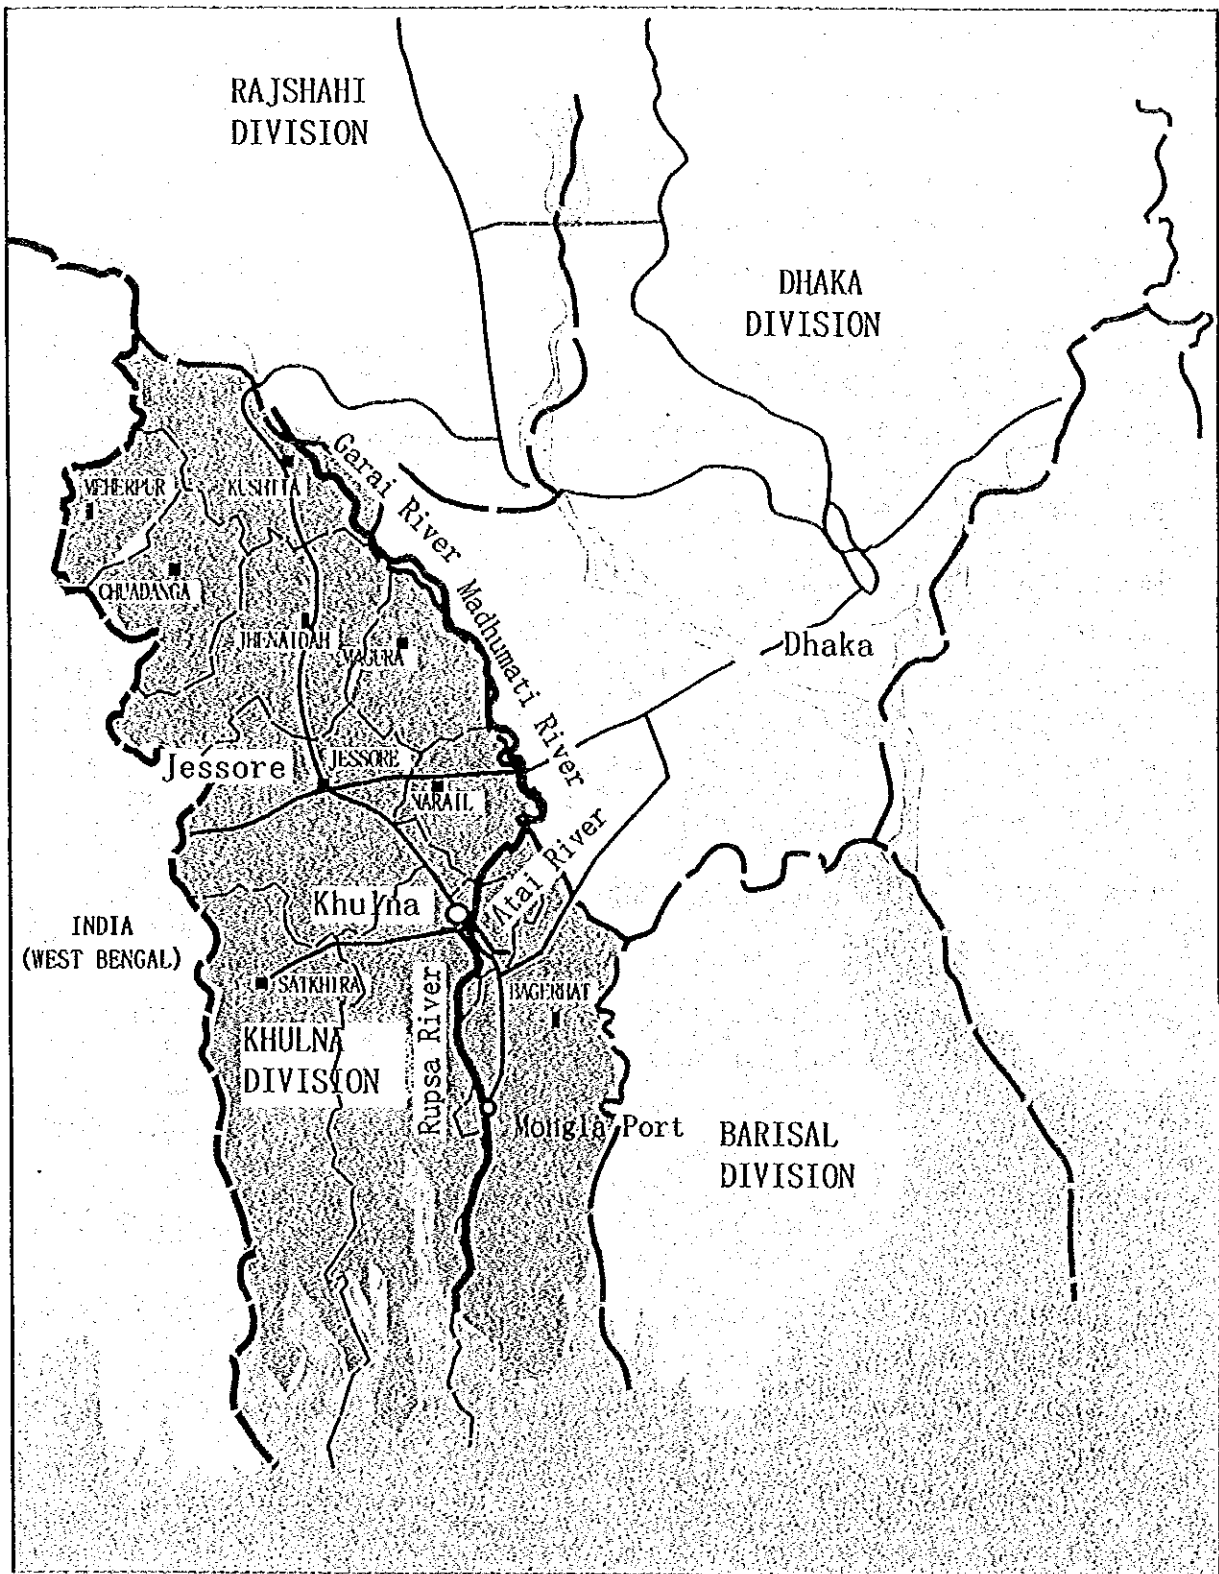 RAJSHAHI
DIVISION
DHAKA
DIVISION
Garai River
MEHERPUR
KUSHITA
Madhumati River
CHUADANGA
JHENAIDAH
MAGURA
Dhaka
Jessore
JESSORE
NARAIL
Atai River
Khulna
INDIA
(WEST BENGAL)
SATKHIRA
BAGERHAT
Rupsa River
KHULNA
DIVISION
Mongla Port
BARISAL
DIVISION